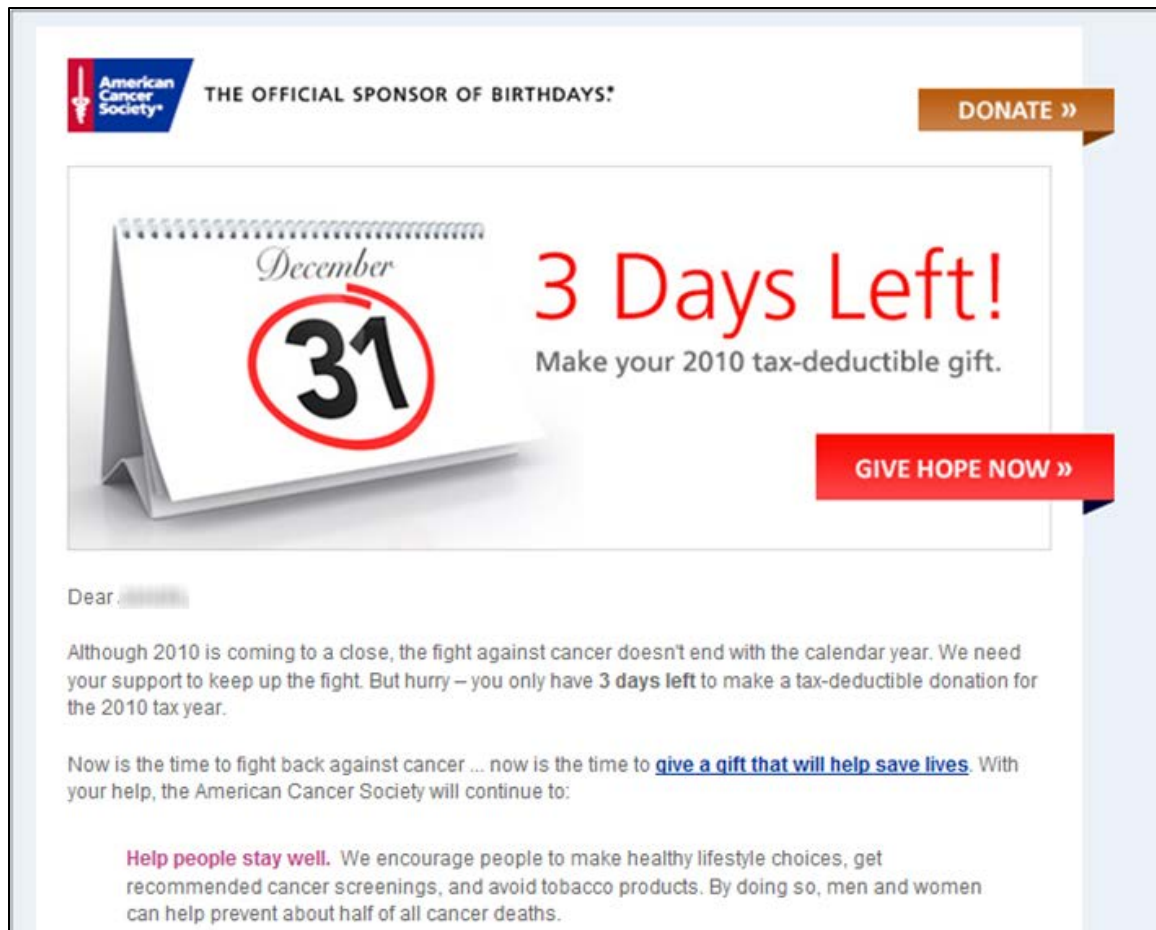 American
Cancer
Society®
THE OFFICIAL SPONSOR OF BIRTHDAYS.®
DONATE »
December
31
3 Days Left!
Make your 2010 tax-deductible gift.
GIVE HOPE NOW »
Dear
Although 2010 is coming to a close, the fight against cancer doesn't end with the calendar year. We need
your support to keep up the fight. But hurry – you only have 3 days left to make a tax-deductible donation for
the 2010 tax year.
Now is the time to fight back against cancer ... now is the time to give a gift that will help save lives. With
your help, the American Cancer Society will continue to:
Help people stay well. We encourage people to make healthy lifestyle choices, get
recommended cancer screenings, and avoid tobacco products. By doing so, men and women
can help prevent about half of all cancer deaths.